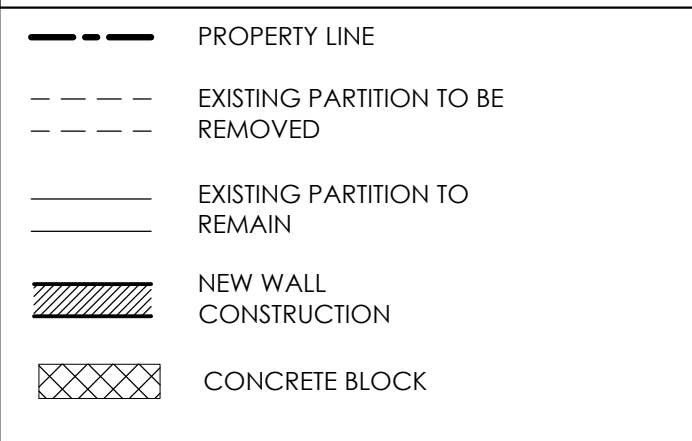 PROPERTY LINE
EXISTING PARTITION TO BE
REMOVED
EXISTING PARTITION TO
REMAIN
NEW WALL
CONSTRUCTION
CONCRETE BLOCK